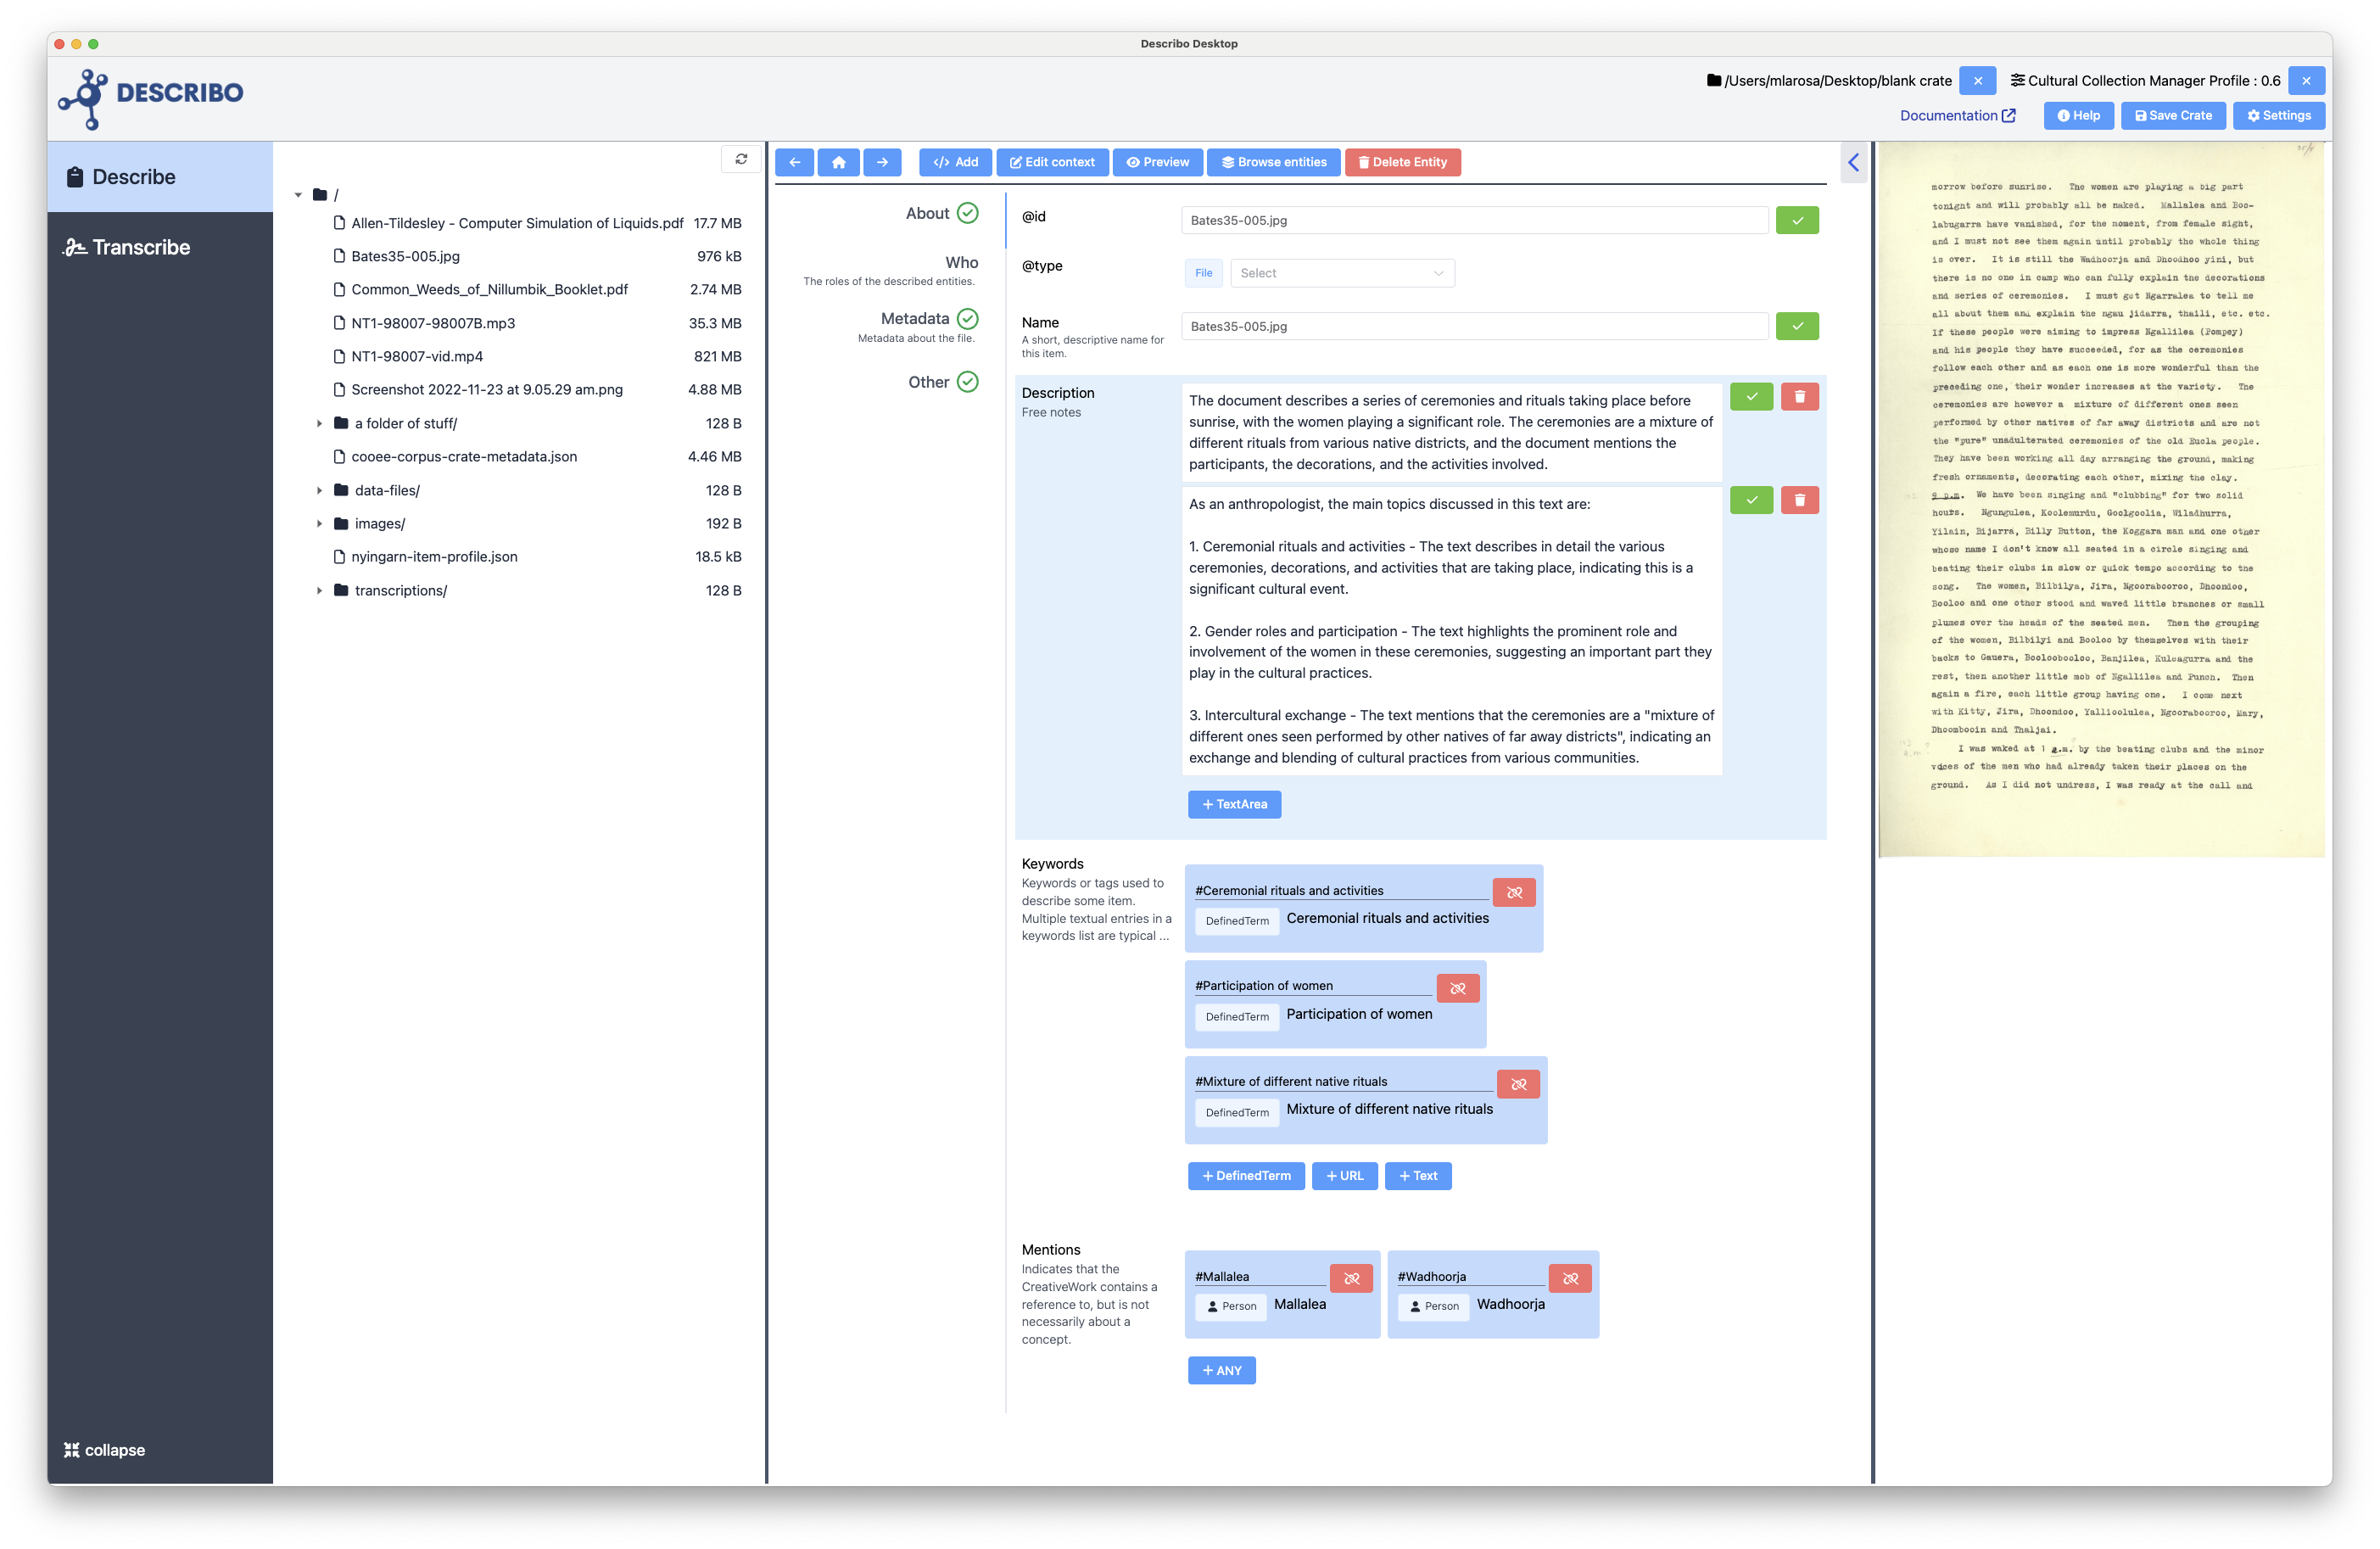 Describo Desktop
DESCRIBO
/Users/mlarosa/Desktop/blank crate
Cultural Collection Manager Profile : 0.6
Documentation
Help
Save Crate
Settings
Describe
Transcribe
collapse
/
Allen-Tildesley - Computer Simulation of Liquids.pdf 17.7 MB
Bates35-005.jpg 976 kB
Common_Weeds_of_Nillumbik_Booklet.pdf 2.74 MB
NT1-98007-98007B.mp3 35.3 MB
NT1-98007-vid.mp4 821 MB
Screenshot 2022-11-23 at 9.05.29 am.png 4.88 MB
a folder of stuff/ 128 B
cooee-corpus-crate-metadata.json 4.46 MB
data-files/ 128 B
images/ 192 B
nyingarn-item-profile.json 18.5 kB
transcriptions/ 128 B
</> Add
Edit context
Preview
Browse entities
Delete Entity
About
Who
The roles of the described entities.
Metadata
Metadata about the file.
Other
@id
Bates35-005.jpg
@type
File
Select
Name
A short, descriptive name for
this item.
Bates35-005.jpg
Description
Free notes
The document describes a series of ceremonies and rituals taking place before
sunrise, with the women playing a significant role. The ceremonies are a mixture of
different rituals from various native districts, and the document mentions the
participants, the decorations, and the activities involved.
As an anthropologist, the main topics discussed in this text are:
1. Ceremonial rituals and activities - The text describes in detail the various
ceremonies, decorations, and activities that are taking place, indicating this is a
significant cultural event.
2. Gender roles and participation - The text highlights the prominent role and
involvement of the women in these ceremonies, suggesting an important part they
play in the cultural practices.
3. Intercultural exchange - The text mentions that the ceremonies are a "mixture of
different ones seen performed by other natives of far away districts", indicating an
exchange and blending of cultural practices from various communities.
+ TextArea
Keywords
Keywords or tags used to
describe some item.
Multiple textual entries in a
keywords list are typical ...
#Ceremonial rituals and activities
DefinedTerm Ceremonial rituals and activities
#Participation of women
DefinedTerm Participation of women
#Mixture of different native rituals
DefinedTerm Mixture of different native rituals
+ DefinedTerm
+ URL
+ Text
Mentions
Indicates that the
CreativeWork contains a
reference to, but is not
necessarily about a
concept.
#Mallalea
Person Mallalea
#Wadhoorja
Person Wadhoorja
+ ANY
morrow before sunrise. The women are playing a big part
tonight and will probably all be naked. Mallalea and Boo-
labugarra have vanished, for the moment, from female sight,
and I must not see them again until probably the whole thing
is over. It is still the Wadhoorja and Dhoodhoo yini, but
there is no one in camp who can fully explain the decorations
and series of ceremonies. I must get Ngarralea to tell me
all about them and explain the ngau jidarra, thaili, etc. etc.
If these people were aiming to impress Ngallilea (Pompey)
and his people they have succeeded, for as the ceremonies
follow each other and as each one is more wonderful than the
preceding one, their wonder increases at the variety. The
ceremonies are however a mixture of different ones seen
performed by other natives of far away districts and are not
the "pure" unadulterated ceremonies of the old Eucla people.
They have been working all day arranging the ground, making
fresh ornaments, decorating each other, mixing the clay.
p.m. We have been singing and "clubbing" for two solid
hours. Ngungulea, Koolemurdu, Gookgoolia, Wiladhurra,
Yilain, Bijarra, Billy Button, the Koggara man and one other
whose name I don't know all seated in a circle singing and
beating their clubs in slow or quick tempo according to the
song. The women, Bilbilya, Jira, Ngoorabooroo, Dhoondoo,
Booloo and one other stood and waved little branches or small
plumes over the heads of the seated men. Then the grouping
of the women, Bilbilyi and Booloo by themselves with their
backs to Gauera, Booloobooloo, Banjilea, Kulcagurra and the
rest, then another little mob of Ngallilea and Punch. Then
again a fire, each little group having one. I come next
with Kitty, Jira, Dhoondoo, Yallioolulea, Ngoorabooroo, Mary,
Dhoombooin and Thaljai.
I was waked at 1 a.m. by the beating clubs and the minor
voices of the men who had already taken their places on the
ground. As I did not undress, I was ready at the call and